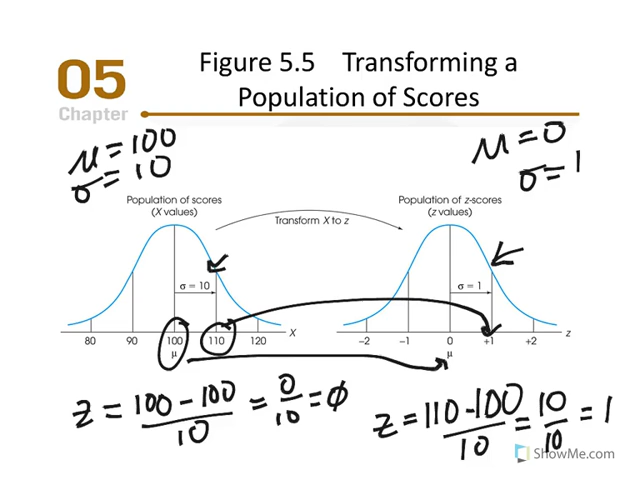 05
Chapter
Figure 5.5 Transforming a
Population of Scores
μ=100
σ=10
μ=0
σ=1
Population of scores
(X values)
Transform X to z
Population of z-scores
(z values)
σ = 10
σ = 1
80 90 100 110 120 X
μ
−2 −1 0 +1 +2 z
μ
z = 100 - 100 / 10 = 0 / 10 = 0
z = 110 - 100 / 10 = 10 / 10 = 1
ShowMe.com